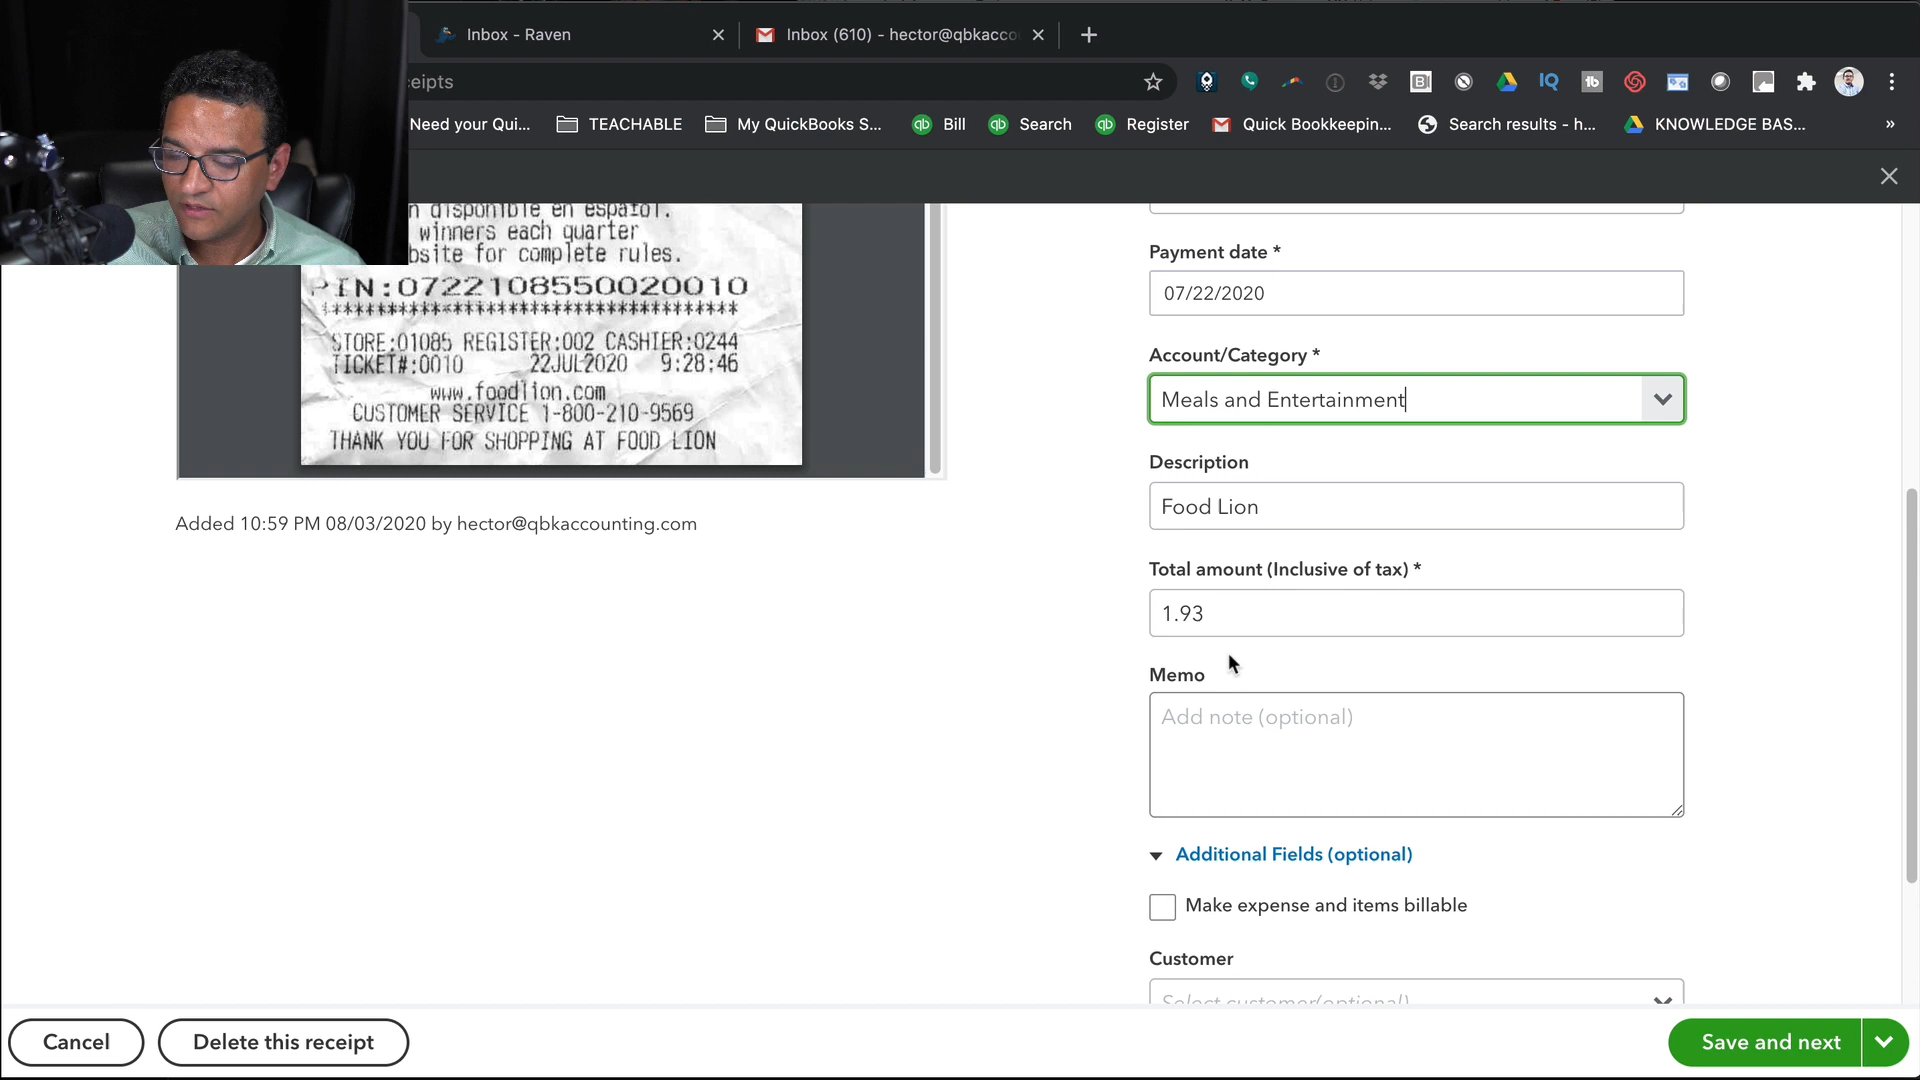 Inbox - Raven
Inbox (610) - hector@qbkacco
ceipts
Need your Qui...
TEACHABLE
My QuickBooks S...
qb Bill
qb Search
qb Register
Quick Bookkeepin...
Search results - h...
KNOWLEDGE BAS...
»
n disponible en español.
winners each quarter
bsite for complete rules.
PIN:0722108550020010
STORE:01085 REGISTER:002 CASHIER:0244
TICKET#:0010 22JUL2020 9:28:46
www.foodlion.com
CUSTOMER SERVICE 1-800-210-9569
THANK YOU FOR SHOPPING AT FOOD LION
Added 10:59 PM 08/03/2020 by hector@qbkaccounting.com
Payment date *
07/22/2020
Account/Category *
Meals and Entertainment
Description
Food Lion
Total amount (Inclusive of tax) *
1.93
Memo
Add note (optional)
Additional Fields (optional)
Make expense and items billable
Customer
Select customer(optional)
Cancel
Delete this receipt
Save and next